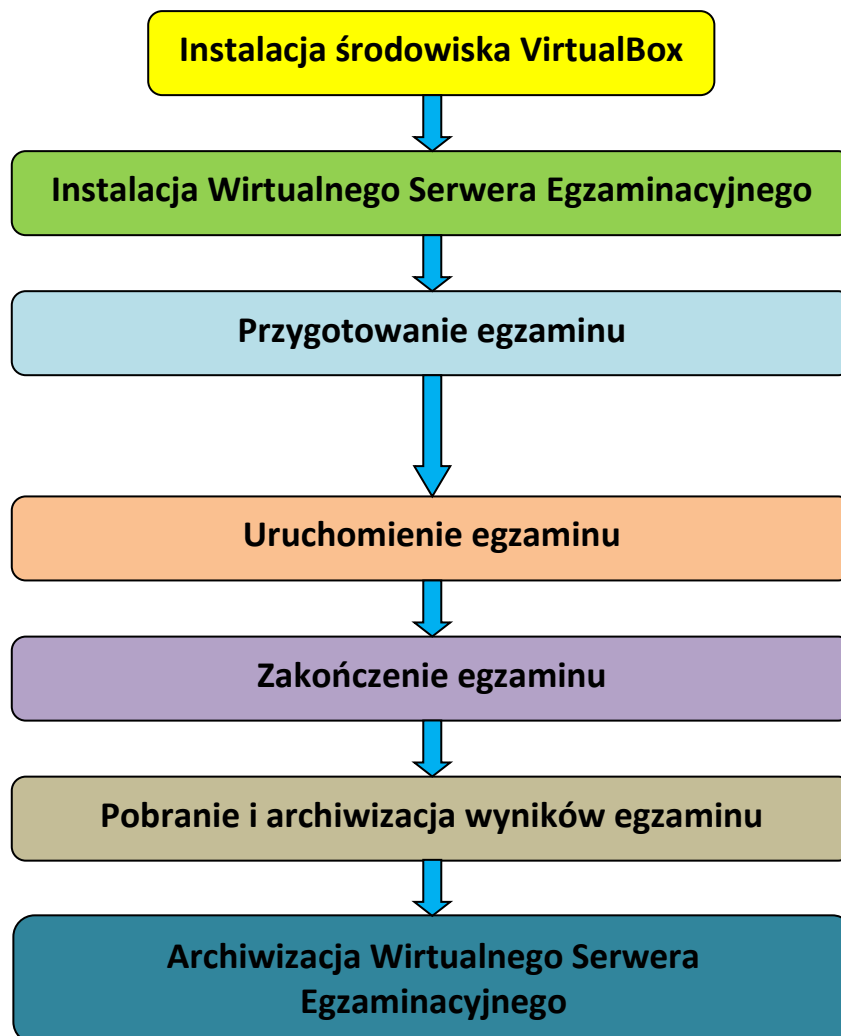 Instalacja środowiska VirtualBox
Instalacja Wirtualnego Serwera Egzaminacyjnego
Przygotowanie egzaminu
Uruchomienie egzaminu
Zakończenie egzaminu
Pobranie i archiwizacja wyników egzaminu
Archiwizacja Wirtualnego Serwera
Egzaminacyjnego